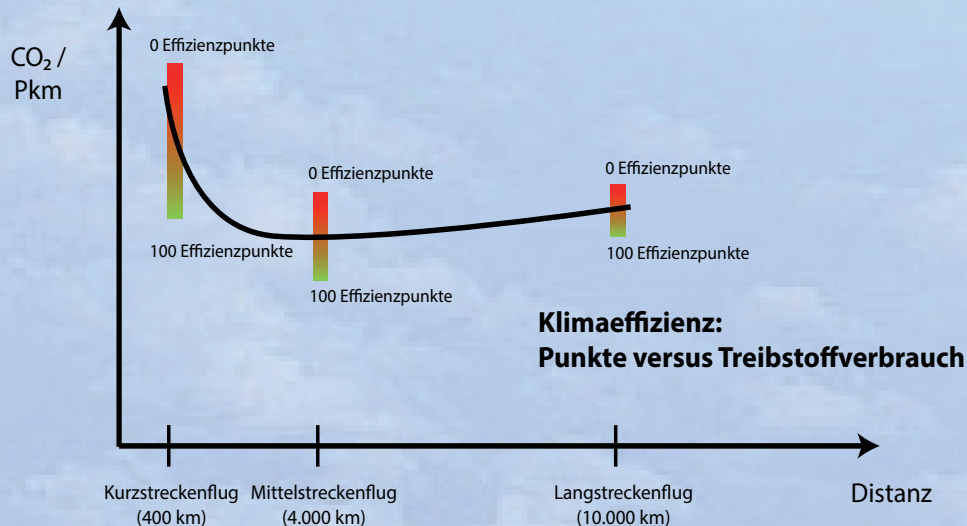 CO₂ /
Pkm
0 Effizienzpunkte
100 Effizienzpunkte
0 Effizienzpunkte
100 Effizienzpunkte
0 Effizienzpunkte
100 Effizienzpunkte
Klimaeffizienz:
Punkte versus Treibstoffverbrauch
Kurzstreckenflug
(400 km)
Mittelstreckenflug
(4.000 km)
Langstreckenflug
(10.000 km)
Distanz